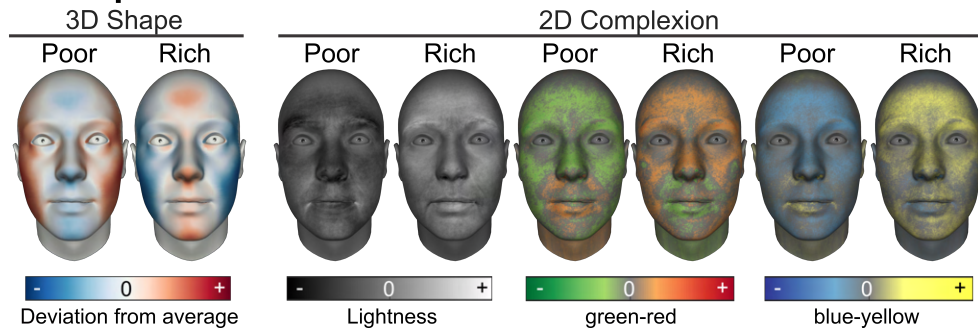 3D Shape
2D Complexion
Poor Rich Poor Rich Poor Rich Poor Rich
- 0 + - 0 + - 0 + - 0 +
Deviation from average Lightness green-red blue-yellow